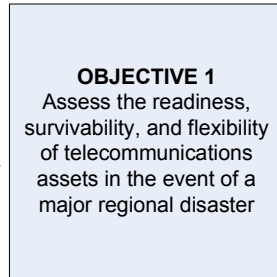 OBJECTIVE 1
Assess the readiness,
survivability, and flexibility
of telecommunications
assets in the event of a
major regional disaster